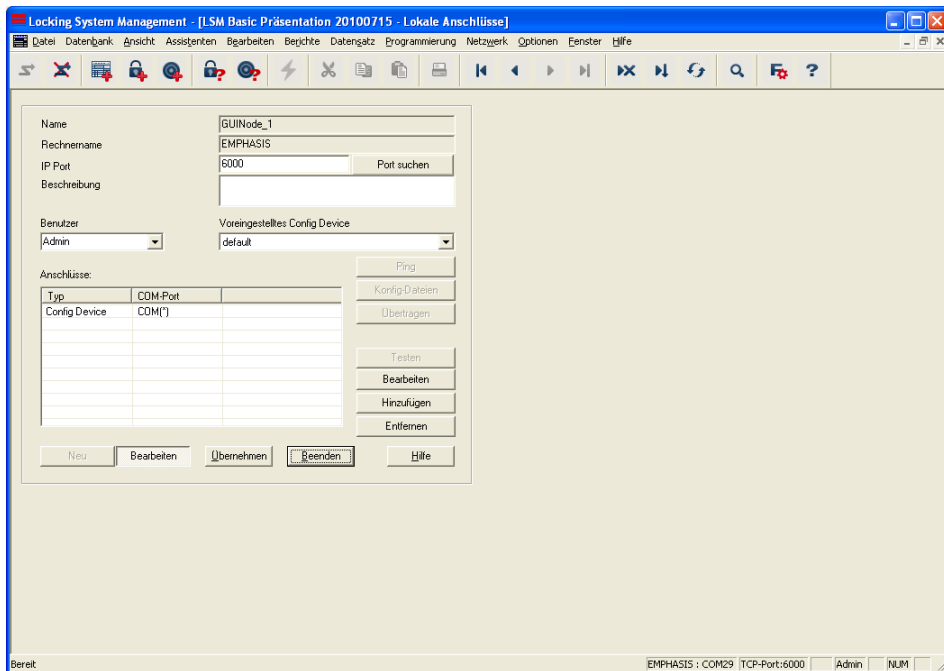 Locking System Management - [LSM Basic Präsentation 20100715 - Lokale Anschlüsse]
Datei Datenbank Ansicht Assistenten Bearbeiten Berichte Datensatz Programmierung Netzwerk Optionen Fenster Hilfe
Name GUINode_1
Rechnername EMPHASIS
IP Port 6000 Port suchen
Beschreibung
Benutzer Voreingestelltes Config Device
Admin default
Ping
Anschlüsse:
Konfig-Dateien
Typ COM-Port
Config Device COM(*)
Übertragen
Testen
Bearbeiten
Hinzufügen
Entfernen
Neu Bearbeiten Übernehmen Beenden Hilfe
Bereit EMPHASIS : COM29 TCP-Port:6000 Admin NUM